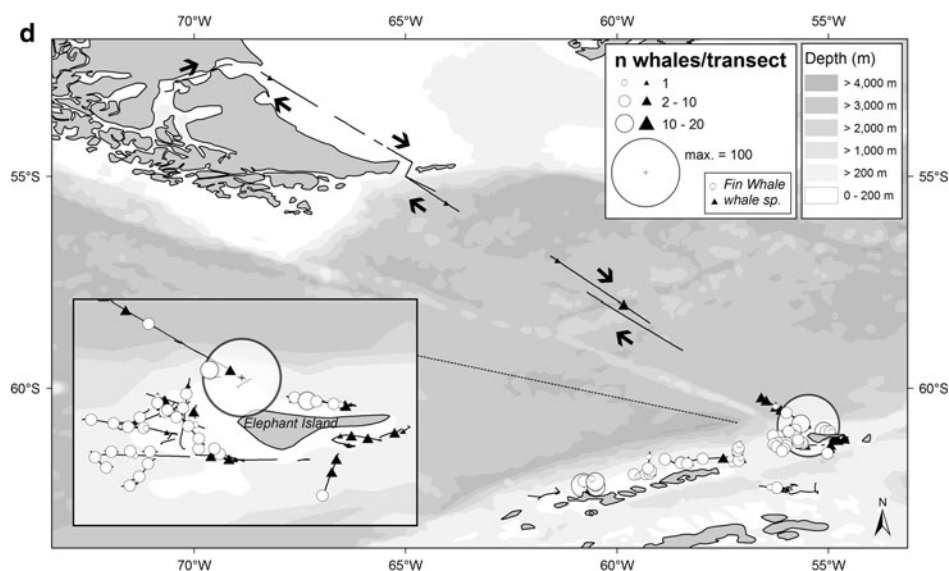 d
70°W 65°W 60°W 55°W
n whales/transect
1
2 - 10
10 - 20
max. = 100
Fin Whale
whale sp.
Depth (m)
> 4,000 m
> 3,000 m
> 2,000 m
> 1,000 m
> 200 m
0 - 200 m
55°S 55°S
60°S 60°S
Elephant Island
N
70°W 65°W 60°W 55°W